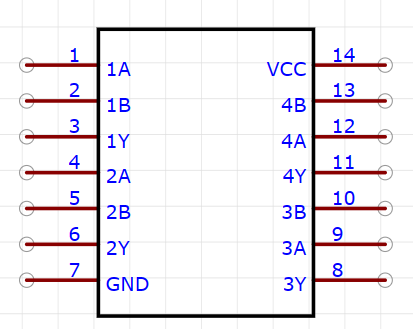 1 1A VCC 14
2 1B 4B 13
3 1Y 4A 12
4 2A 4Y 11
5 2B 3B 10
6 2Y 3A 9
7 GND 3Y 8